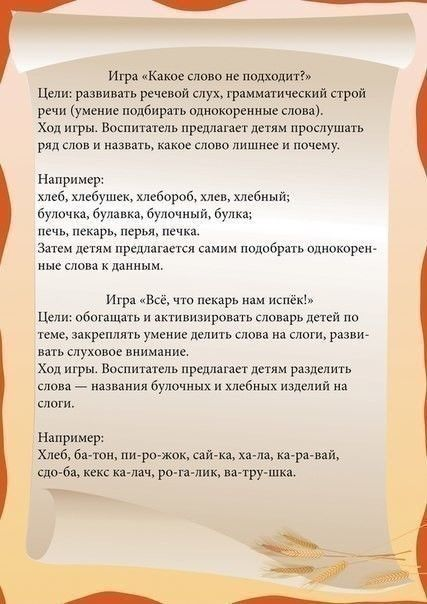 Игра «Какое слово не подходит?»
Цели: развивать речевой слух, грамматический строй
речи (умение подбирать однокоренные слова).
Ход игры. Воспитатель предлагает детям прослушать
ряд слов и назвать, какое слово лишнее и почему.
Например:
хлеб, хлебушек, хлебороб, хлев, хлебный;
булочка, булавка, булочный, булка;
печь, пекарь, перья, печка.
Затем детям предлагается самим подобрать однокорен-
ные слова к данным.
Игра «Всё, что пекарь нам испёк!»
Цели: обогащать и активизировать словарь детей по
теме, закреплять умение делить слова на слоги, разви-
вать слуховое внимание.
Ход игры. Воспитатель предлагает детям разделить
слова — названия булочных и хлебных изделий на
слоги.
Например:
Хлеб, ба-тон, пи-ро-жок, сай-ка, ха-ла, ка-ра-вай,
сдо-ба, кекс ка-лач, ро-га-лик, ва-тру-шка.